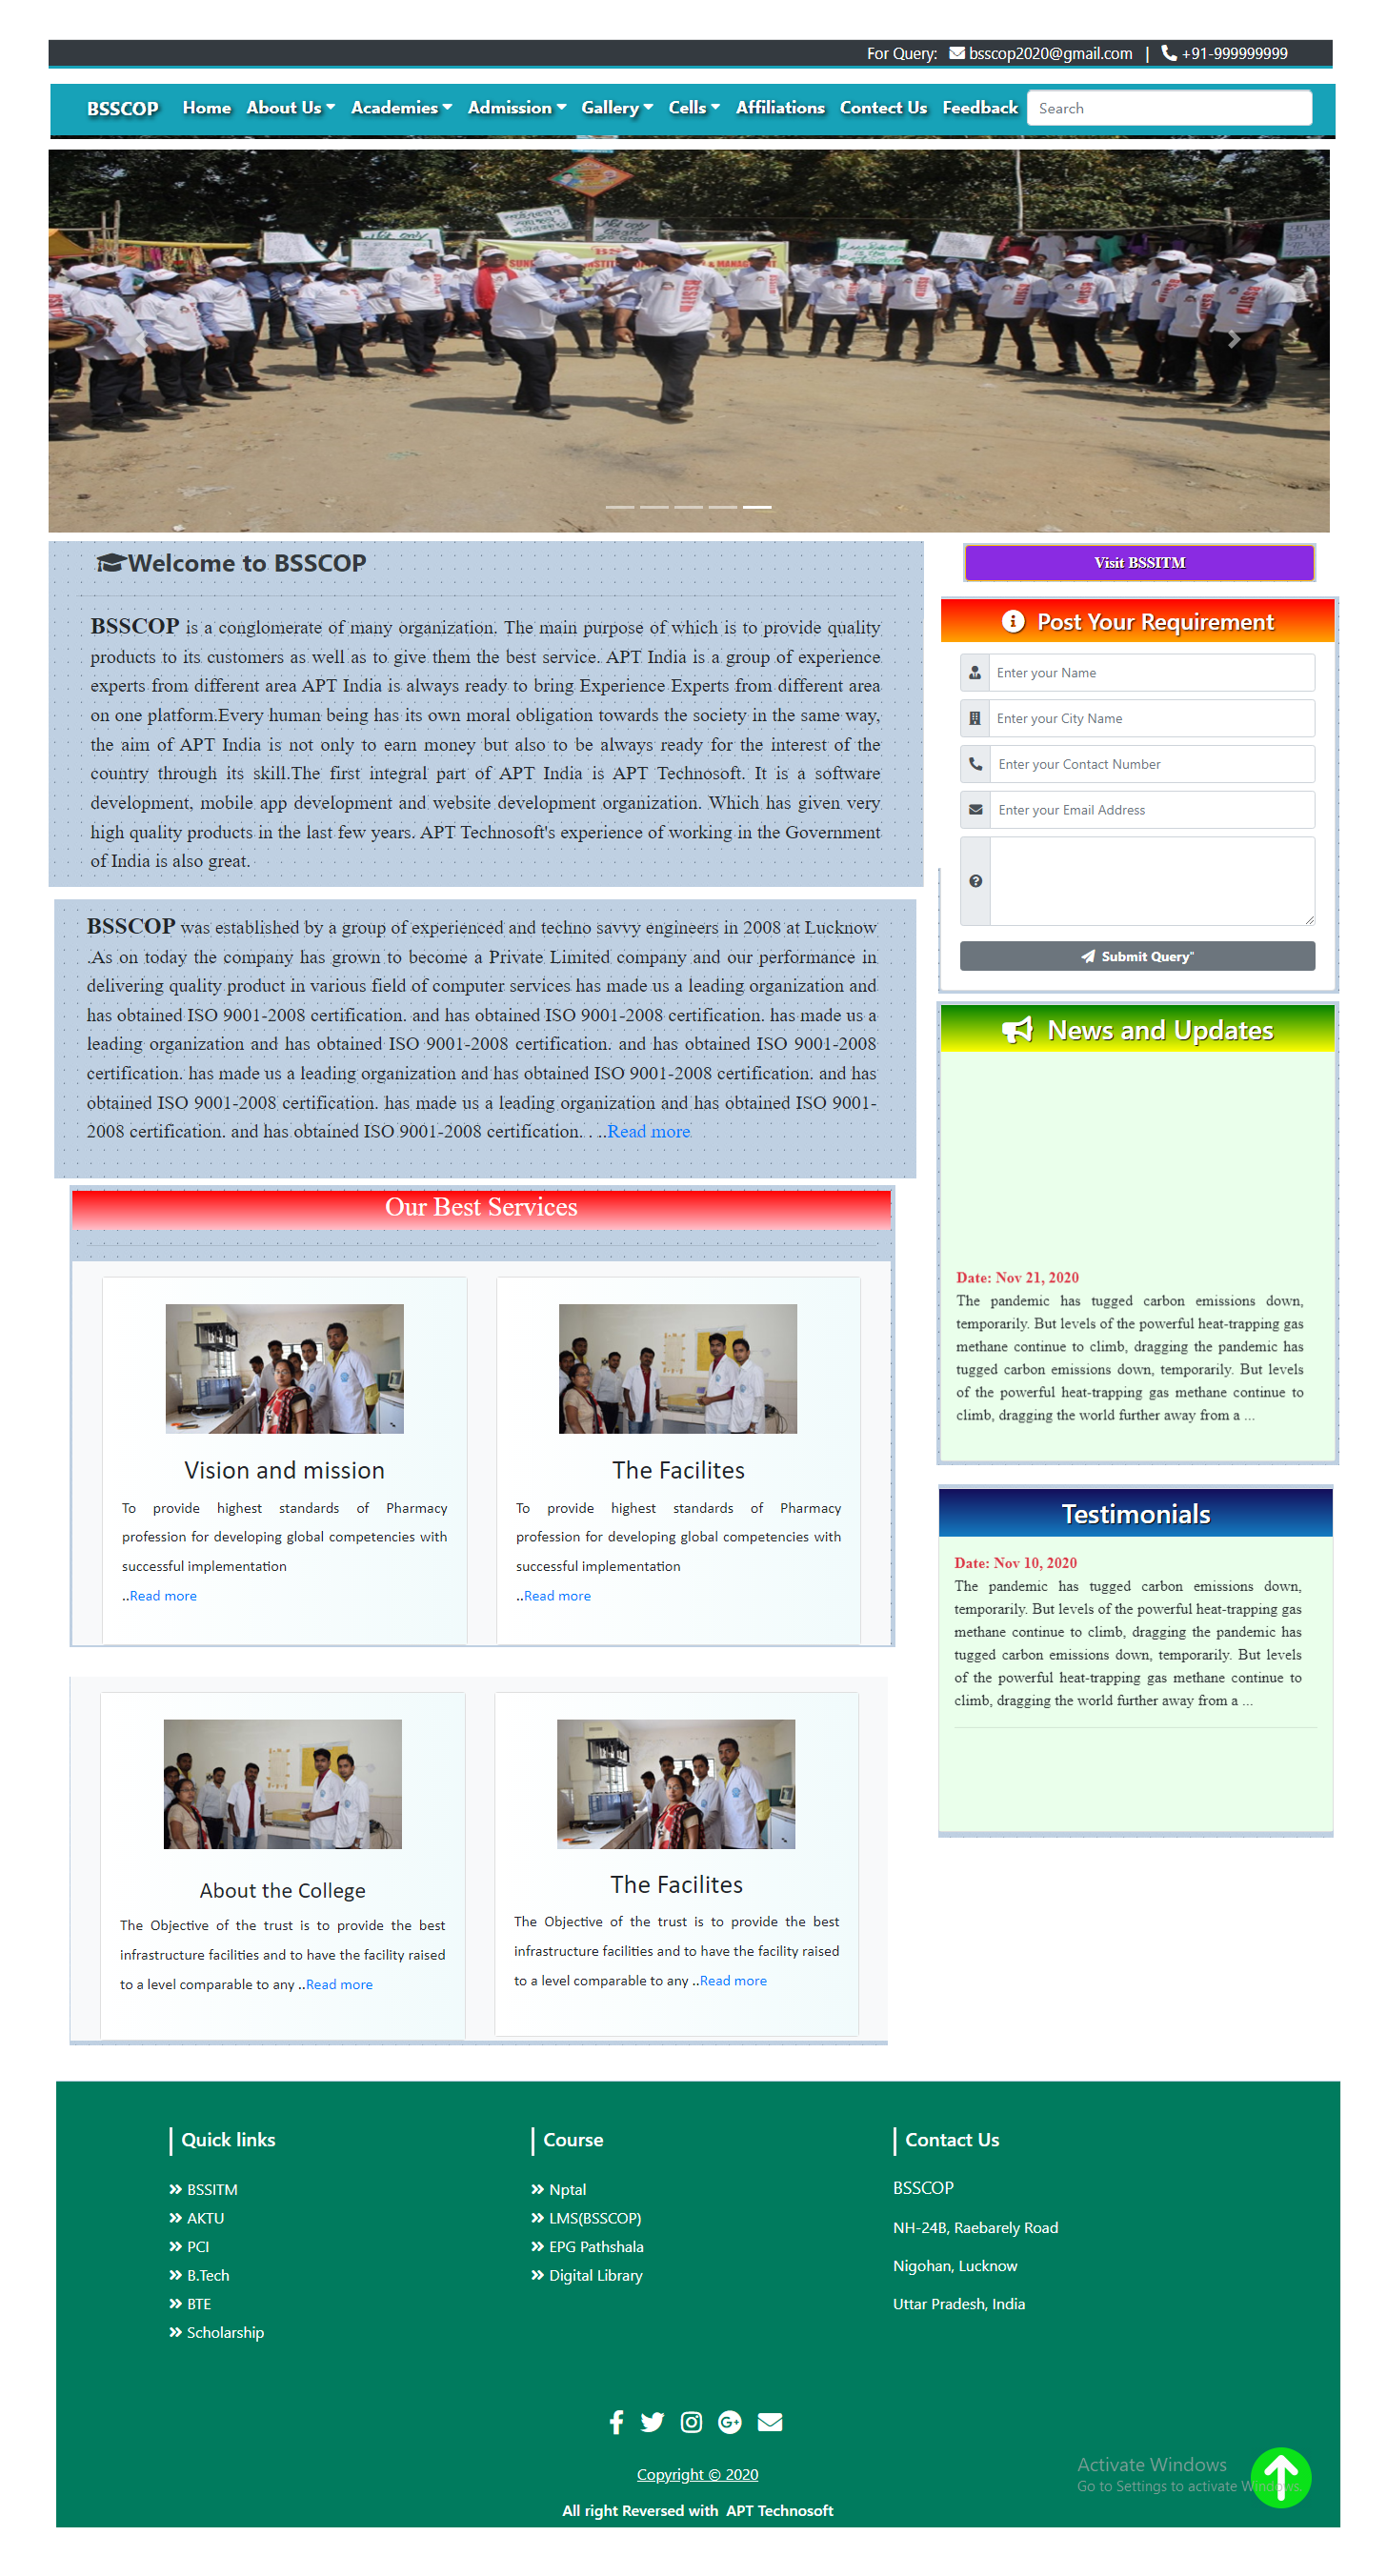 For Query: bsscop2020@gmail.com | +91-999999999
BSSCOP Home About Us Academies Admission Gallery Cells Affiliations Contect Us Feedback Search
Welcome to BSSCOP
BSSCOP is a conglomerate of many organization. The main purpose of which is to provide quality
products to its customers as well as to give them the best service. APT India is a group of experience
experts from different area APT India is always ready to bring Experience Experts from different area
on one platform.Every human being has its own moral obligation towards the society in the same way,
the aim of APT India is not only to earn money but also to be always ready for the interest of the
country through its skill.The first integral part of APT India is APT Technosoft. It is a software
development, mobile app development and website development organization. Which has given very
high quality products in the last few years. APT Technosoft's experience of working in the Government
of India is also great.
BSSCOP was established by a group of experienced and techno savvy engineers in 2008 at Lucknow
.As on today the company has grown to become a Private Limited company and our performance in
delivering quality product in various field of computer services has made us a leading organization and
has obtained ISO 9001-2008 certification. and has obtained ISO 9001-2008 certification. has made us a
leading organization and has obtained ISO 9001-2008 certification. and has obtained ISO 9001-2008
certification. has made us a leading organization and has obtained ISO 9001-2008 certification. and has
obtained ISO 9001-2008 certification. has made us a leading organization and has obtained ISO 9001-
2008 certification. and has obtained ISO 9001-2008 certification. . ..Read more
Our Best Services
Vision and mission
To provide highest standards of Pharmacy
profession for developing global competencies with
successful implementation
..Read more
The Facilites
To provide highest standards of Pharmacy
profession for developing global competencies with
successful implementation
..Read more
About the College
The Objective of the trust is to provide the best
infrastructure facilities and to have the facility raised
to a level comparable to any ..Read more
The Facilites
The Objective of the trust is to provide the best
infrastructure facilities and to have the facility raised
to a level comparable to any ..Read more
Visit BSSITM
Post Your Requirement
Enter your Name
Enter your City Name
Enter your Contact Number
Enter your Email Address
Submit Query"
News and Updates
Date: Nov 21, 2020
The pandemic has tugged carbon emissions down,
temporarily. But levels of the powerful heat-trapping gas
methane continue to climb, dragging the pandemic has
tugged carbon emissions down, temporarily. But levels
of the powerful heat-trapping gas methane continue to
climb, dragging the world further away from a ...
Testimonials
Date: Nov 10, 2020
The pandemic has tugged carbon emissions down,
temporarily. But levels of the powerful heat-trapping gas
methane continue to climb, dragging the pandemic has
tugged carbon emissions down, temporarily. But levels
of the powerful heat-trapping gas methane continue to
climb, dragging the world further away from a ...
Quick links
BSSITM
AKTU
PCI
B.Tech
BTE
Scholarship
Course
Nptal
LMS(BSSCOP)
EPG Pathshala
Digital Library
Contact Us
BSSCOP
NH-24B, Raebarely Road
Nigohan, Lucknow
Uttar Pradesh, India
Copyright © 2020
All right Reversed with APT Technosoft
Activate Windows
Go to Settings to activate Windows.